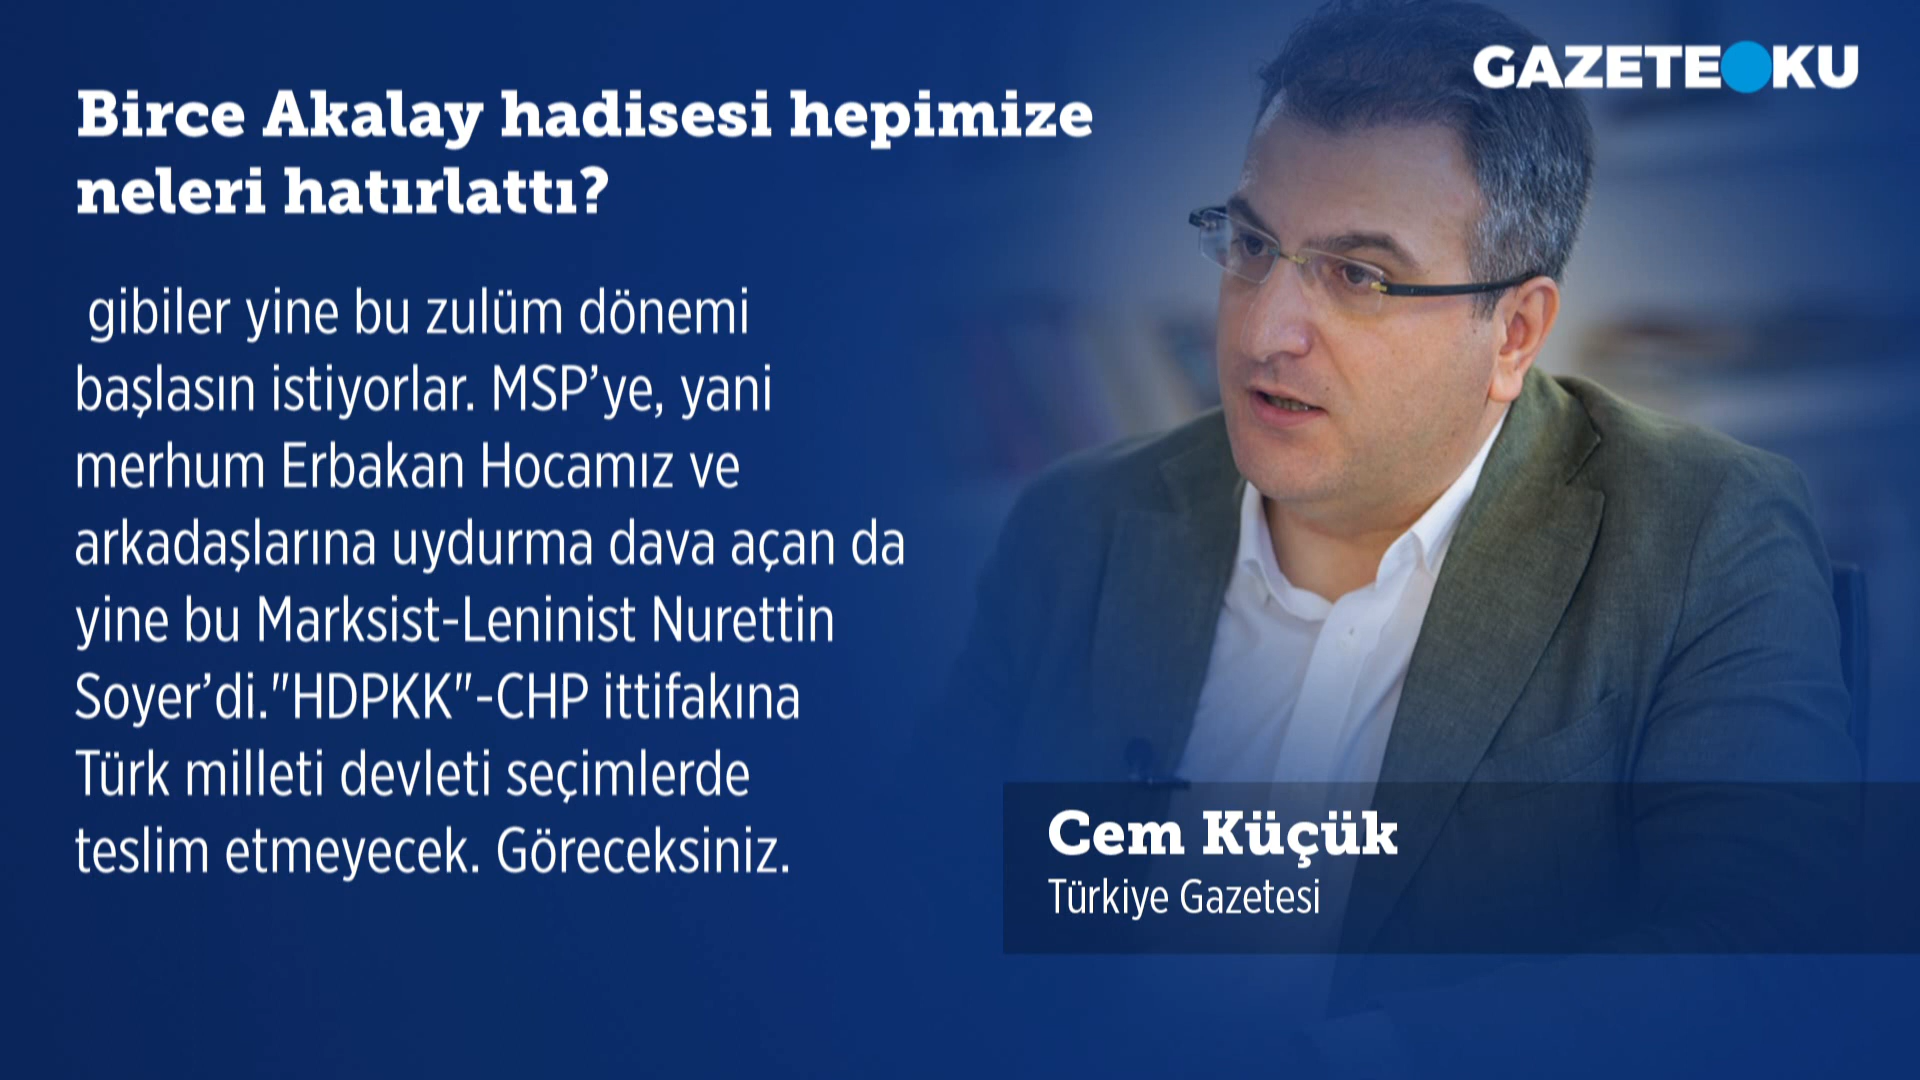 GAZETEOKU
Birce Akalay hadisesi hepimize
neleri hatırlattı?
gibiler yine bu zulüm dönemi
başlasın istiyorlar. MSP’ye, yani
merhum Erbakan Hocamız ve
arkadaşlarına uydurma dava açan da
yine bu Marksist-Leninist Nurettin
Soyer’di."HDPKK"-CHP ittifakına
Türk milleti devleti seçimlerde
teslim etmeyecek. Göreceksiniz.
Cem Küçük
Türkiye Gazetesi